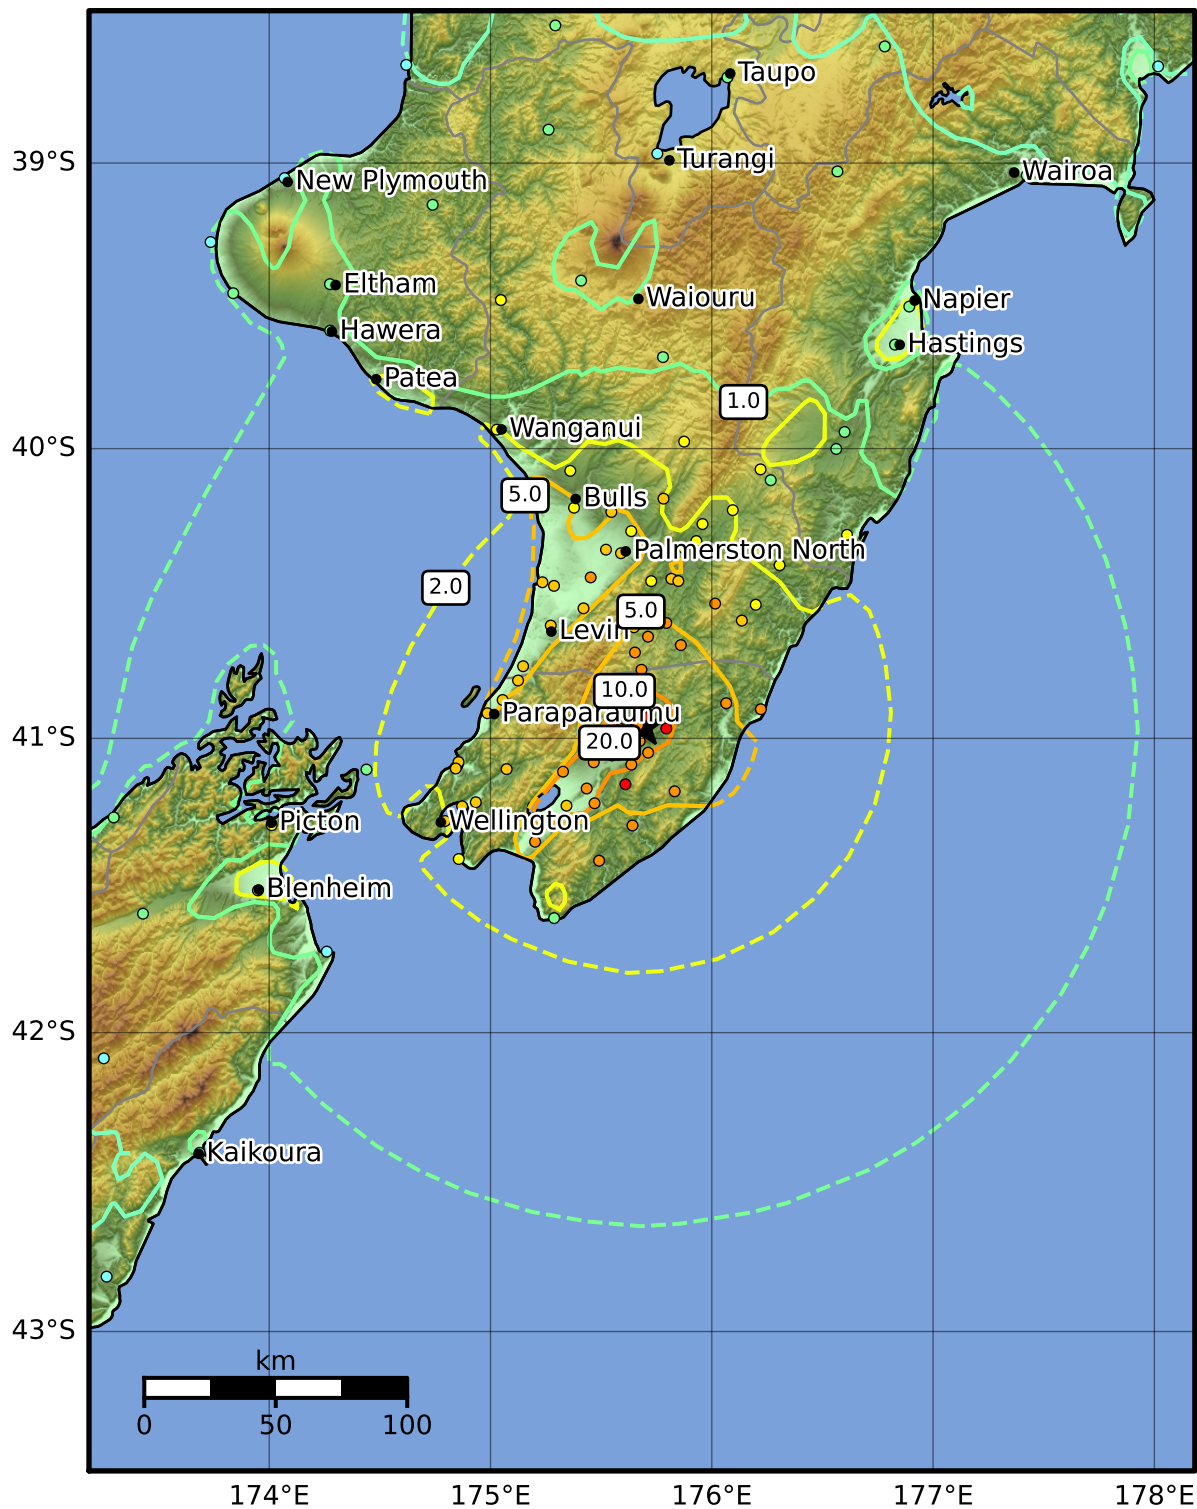 Taupo
39°S
Turangi
Wairoa
New Plymouth
Eltham
Waiouru
Napier
Hawera
Hastings
Patea
1.0
Wanganui
40°S
5.0
Bulls
Palmerston North
2.0
5.0
Levin
10.0
Paraparaumu
41°S
20.0
Picton
Wellington
Blenheim
42°S
Kaikoura
43°S
km
0 50 100
174°E 175°E 176°E 177°E 178°E